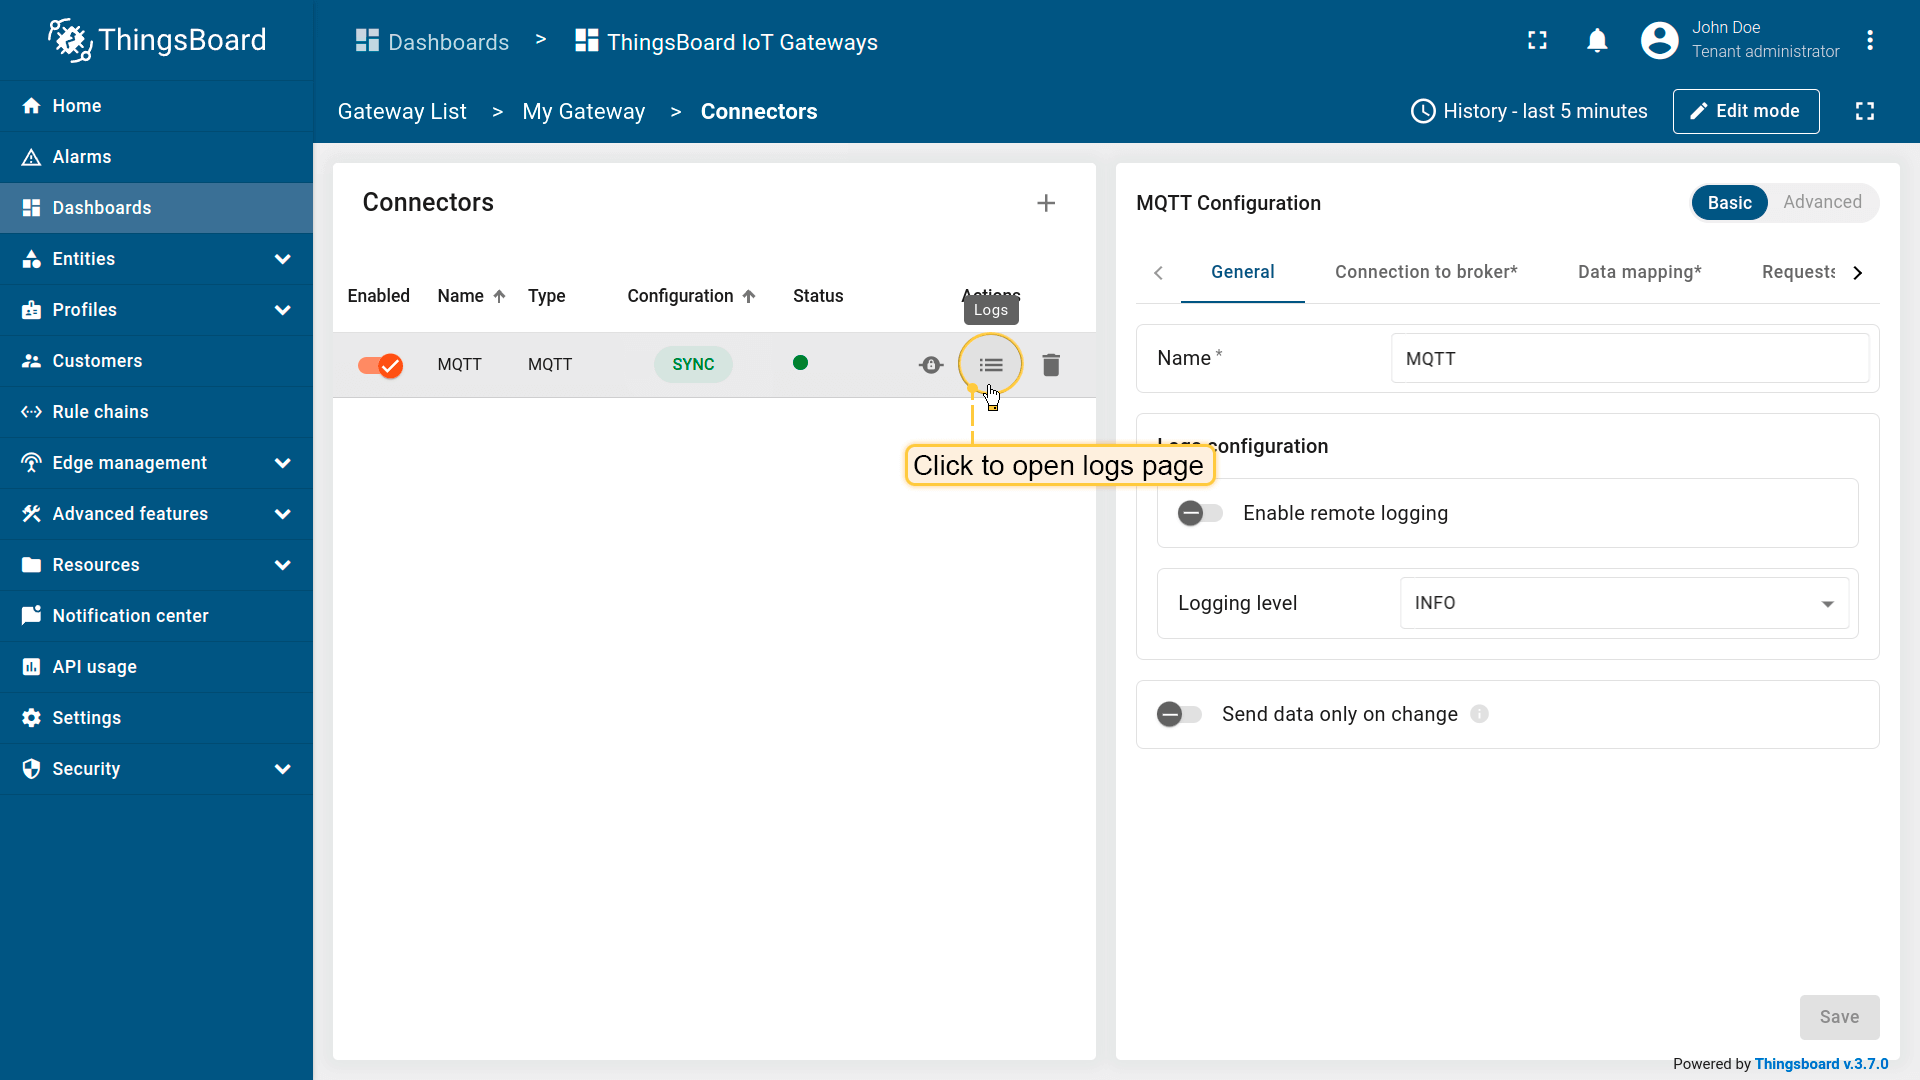 ThingsBoard
Dashboards > ThingsBoard IoT Gateways
John Doe
Tenant administrator
Gateway List > My Gateway > Connectors
History - last 5 minutes
Edit mode
Home
Alarms
Dashboards
Entities
Profiles
Customers
Rule chains
Edge management
Advanced features
Resources
Notification center
API usage
Settings
Security
Connectors
Enabled Name Type Configuration Status Actions
Logs
MQTT MQTT SYNC
Click to open logs page
MQTT Configuration
Basic Advanced
General Connection to broker* Data mapping* Requests
Name * MQTT
Logs configuration
Enable remote logging
Logging level INFO
Send data only on change
Save
Powered by Thingsboard v.3.7.0